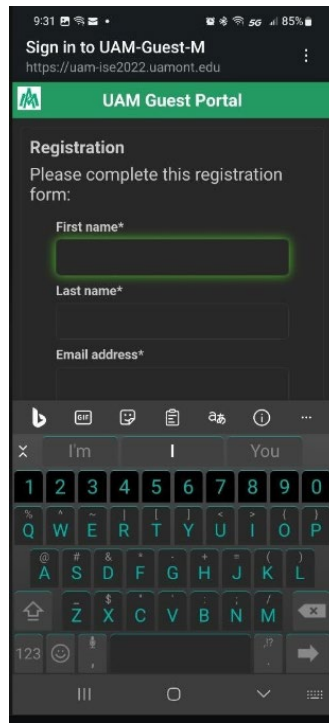 9:31
5G 85%
Sign in to UAM-Guest-M
https://uam-ise2022.uamont.edu
UAM Guest Portal
Registration
Please complete this registration
form:
First name*
Last name*
Email address*
GIF
I'm I You
1 2 3 4 5 6 7 8 9 0
Q W E R T Y U I O P
A S D F G H J K L
Z X C V B N M
123 , .!?